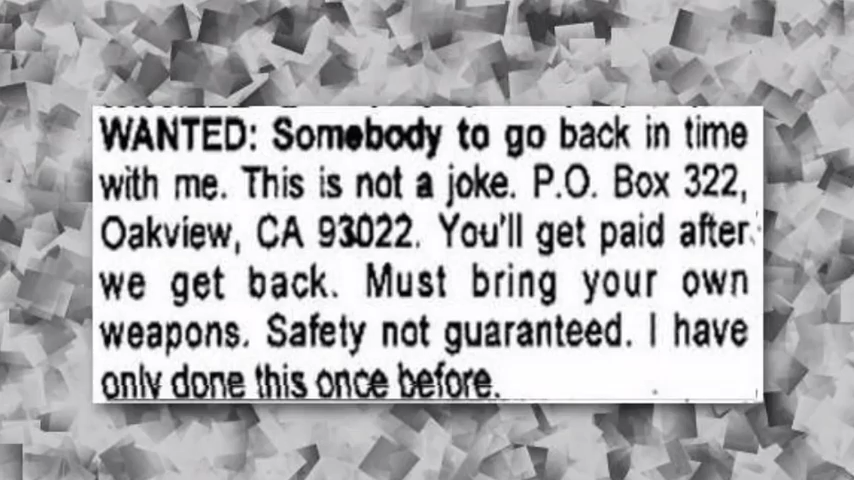 WANTED: Somebody to go back in time
with me. This is not a joke. P.O. Box 322,
Oakview, CA 93022. You'll get paid after
we get back. Must bring your own
weapons. Safety not guaranteed. I have
only done this once before.